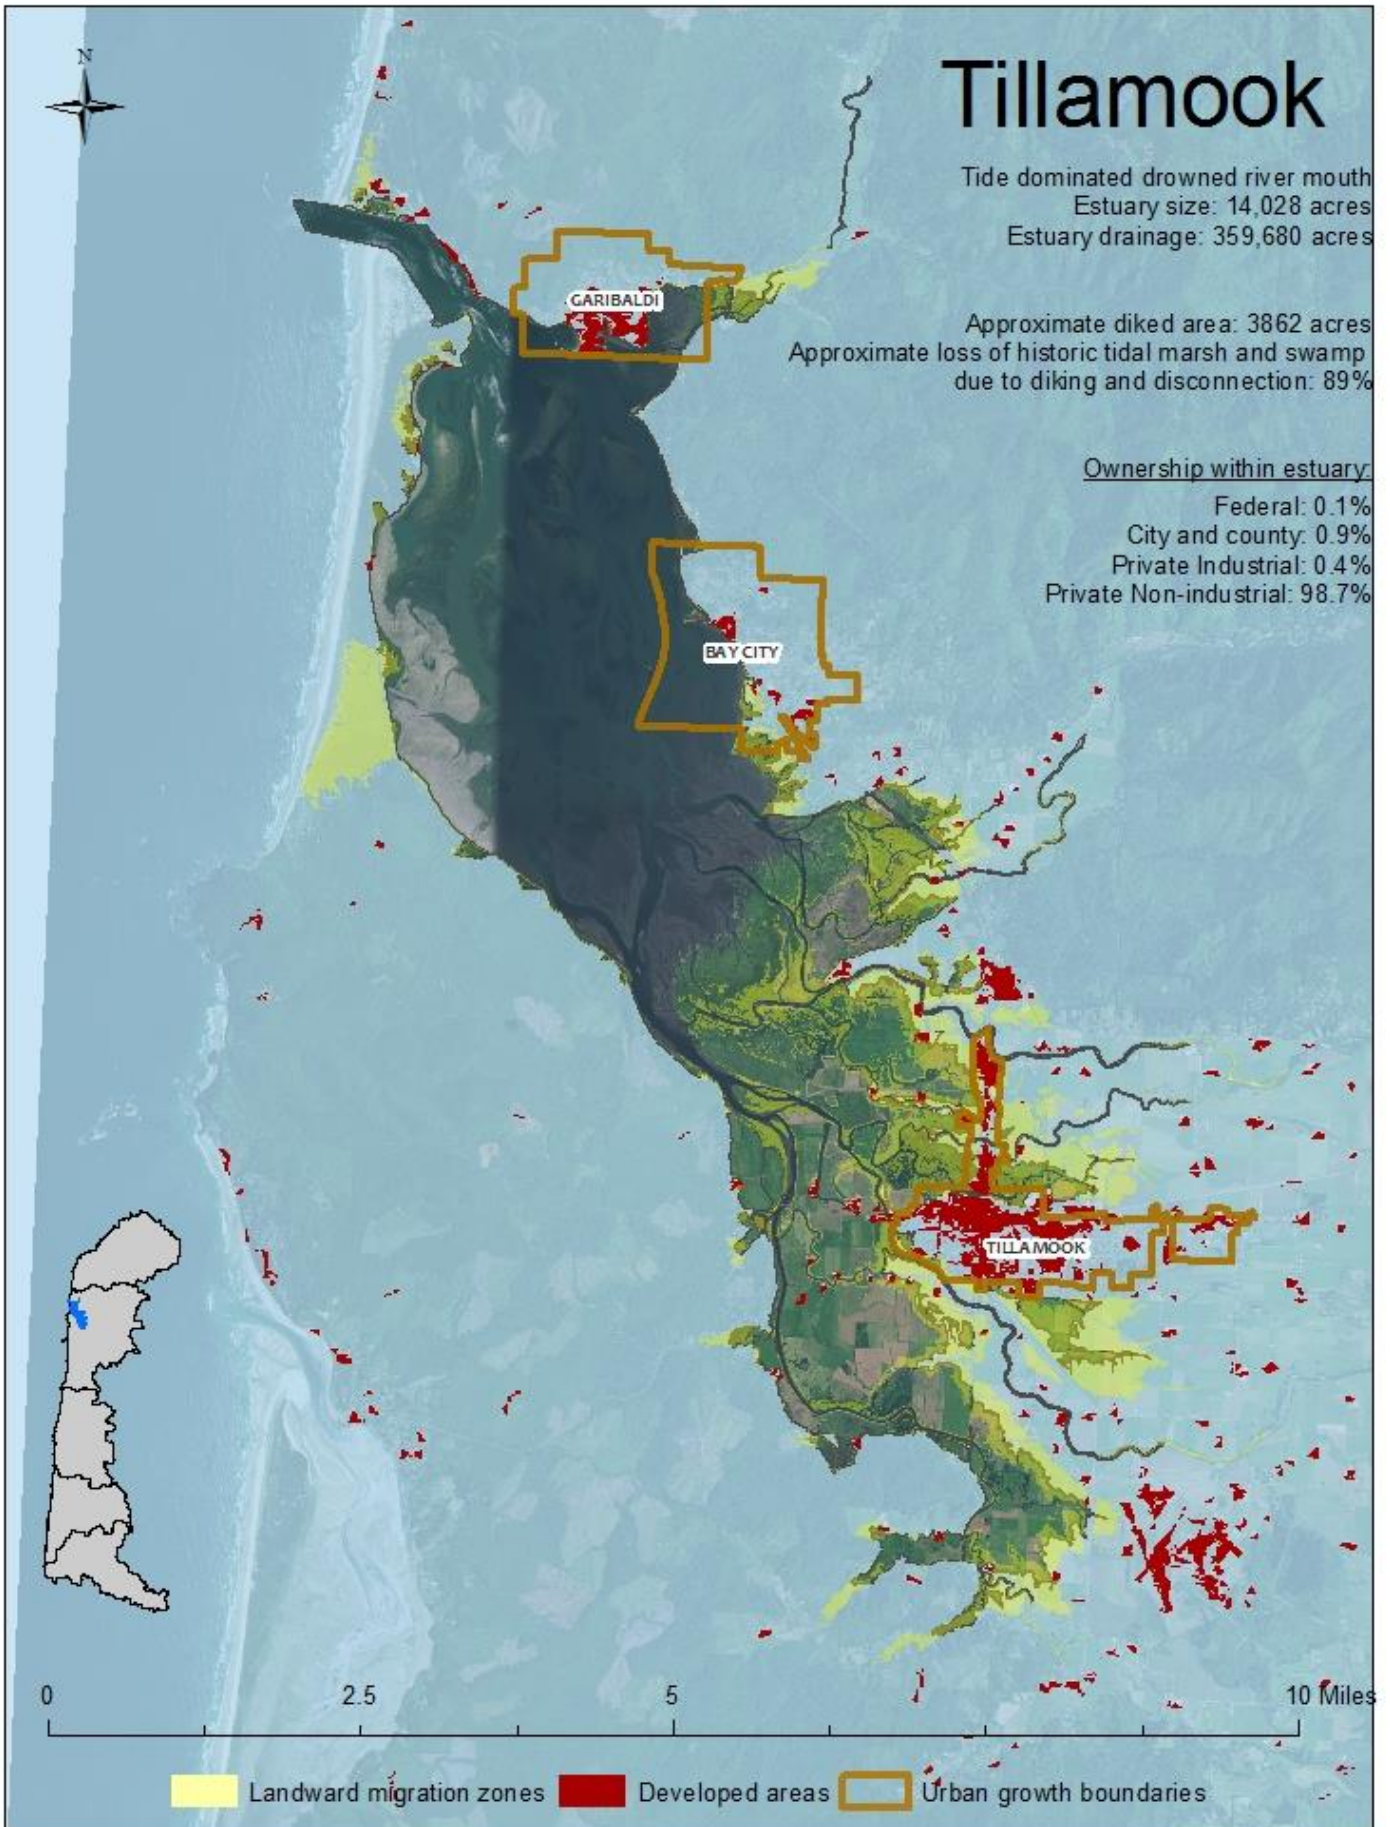 N
Tillamook
Tide dominated drowned river mouth
Estuary size: 14,028 acres
Estuary drainage: 359,680 acres
Approximate diked area: 3862 acres
Approximate loss of historic tidal marsh and swamp
due to diking and disconnection: 89%
Ownership within estuary:
Federal: 0.1%
City and county: 0.9%
Private Industrial: 0.4%
Private Non-industrial: 98.7%
GARIBALDI
BAY CITY
TILLAMOOK
0 2.5 5 10 Miles
Landward migration zones Developed areas Urban growth boundaries